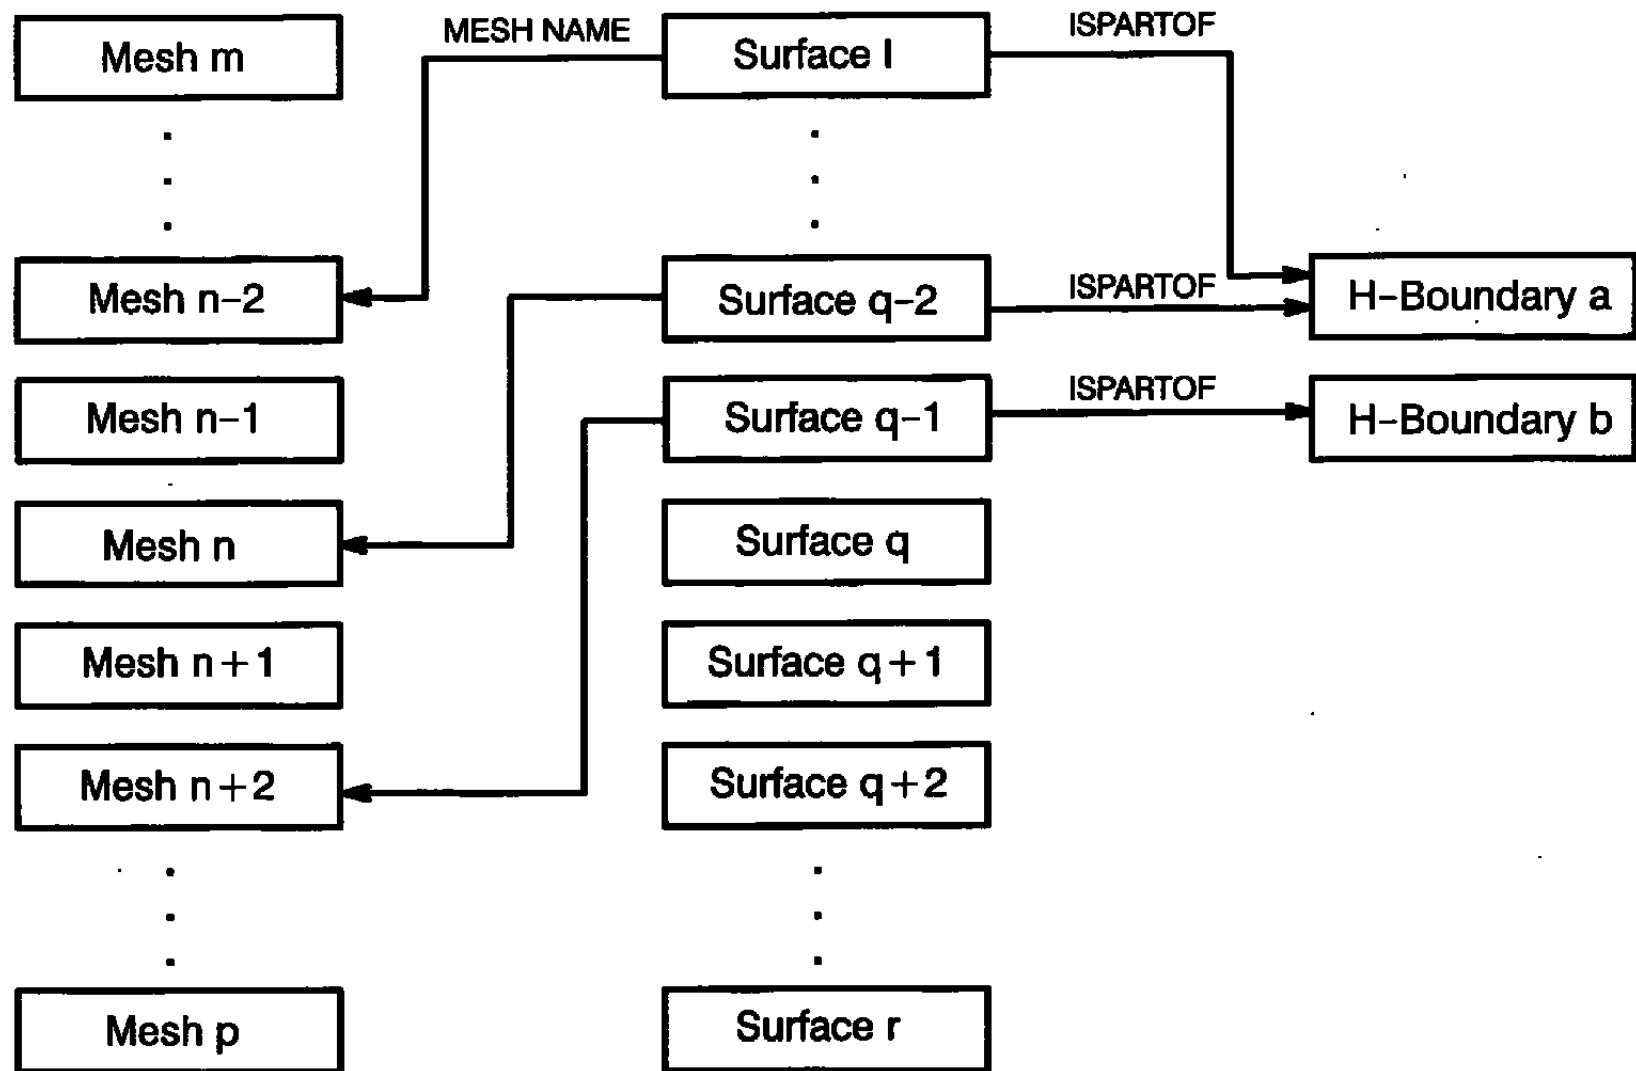 Mesh m
MESH NAME
Surface l
ISPARTOF
Mesh n-2
Surface q-2
ISPARTOF
H-Boundary a
Mesh n-1
Surface q-1
ISPARTOF
H-Boundary b
Mesh n
Surface q
Mesh n+1
Surface q+1
Mesh n+2
Surface q+2
Mesh p
Surface r